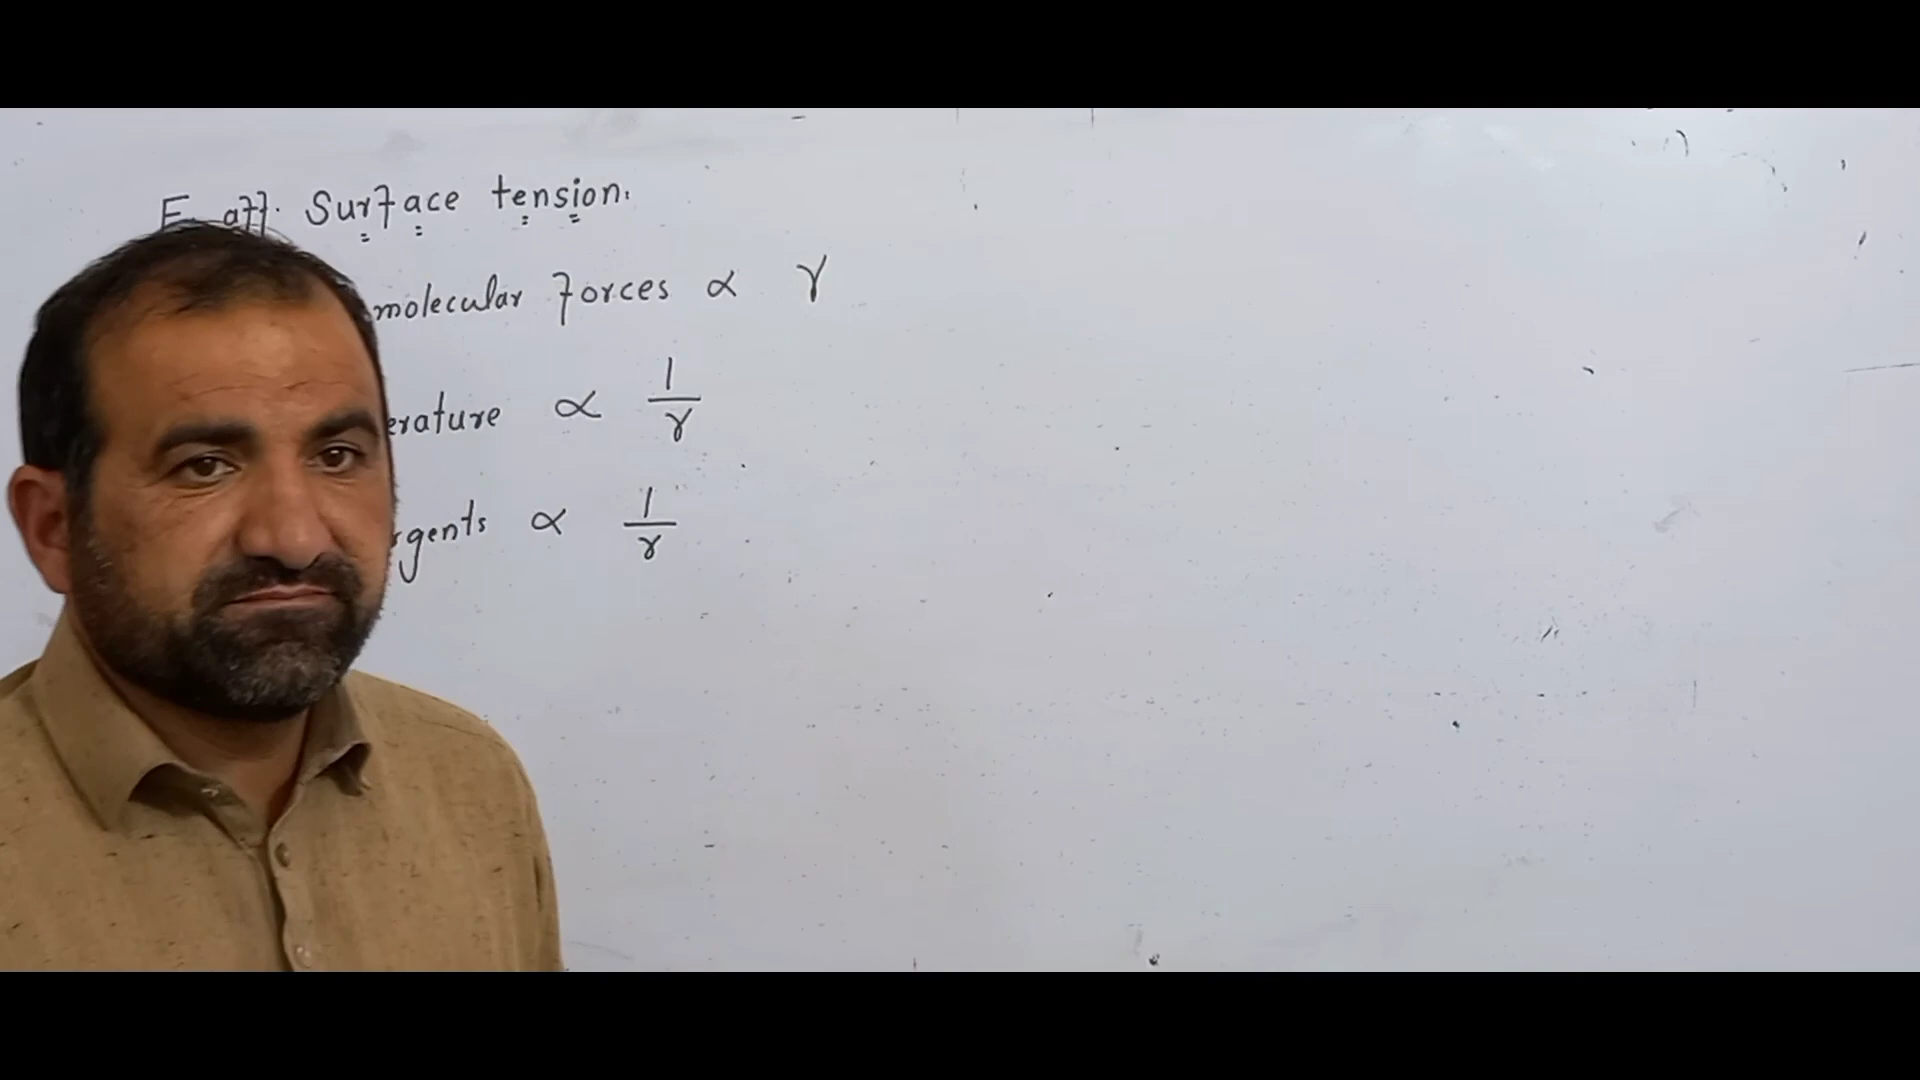 F. aff. Surface tension.
molecular forces ∝ γ
erature ∝ 1/γ
rgents ∝ 1/γ